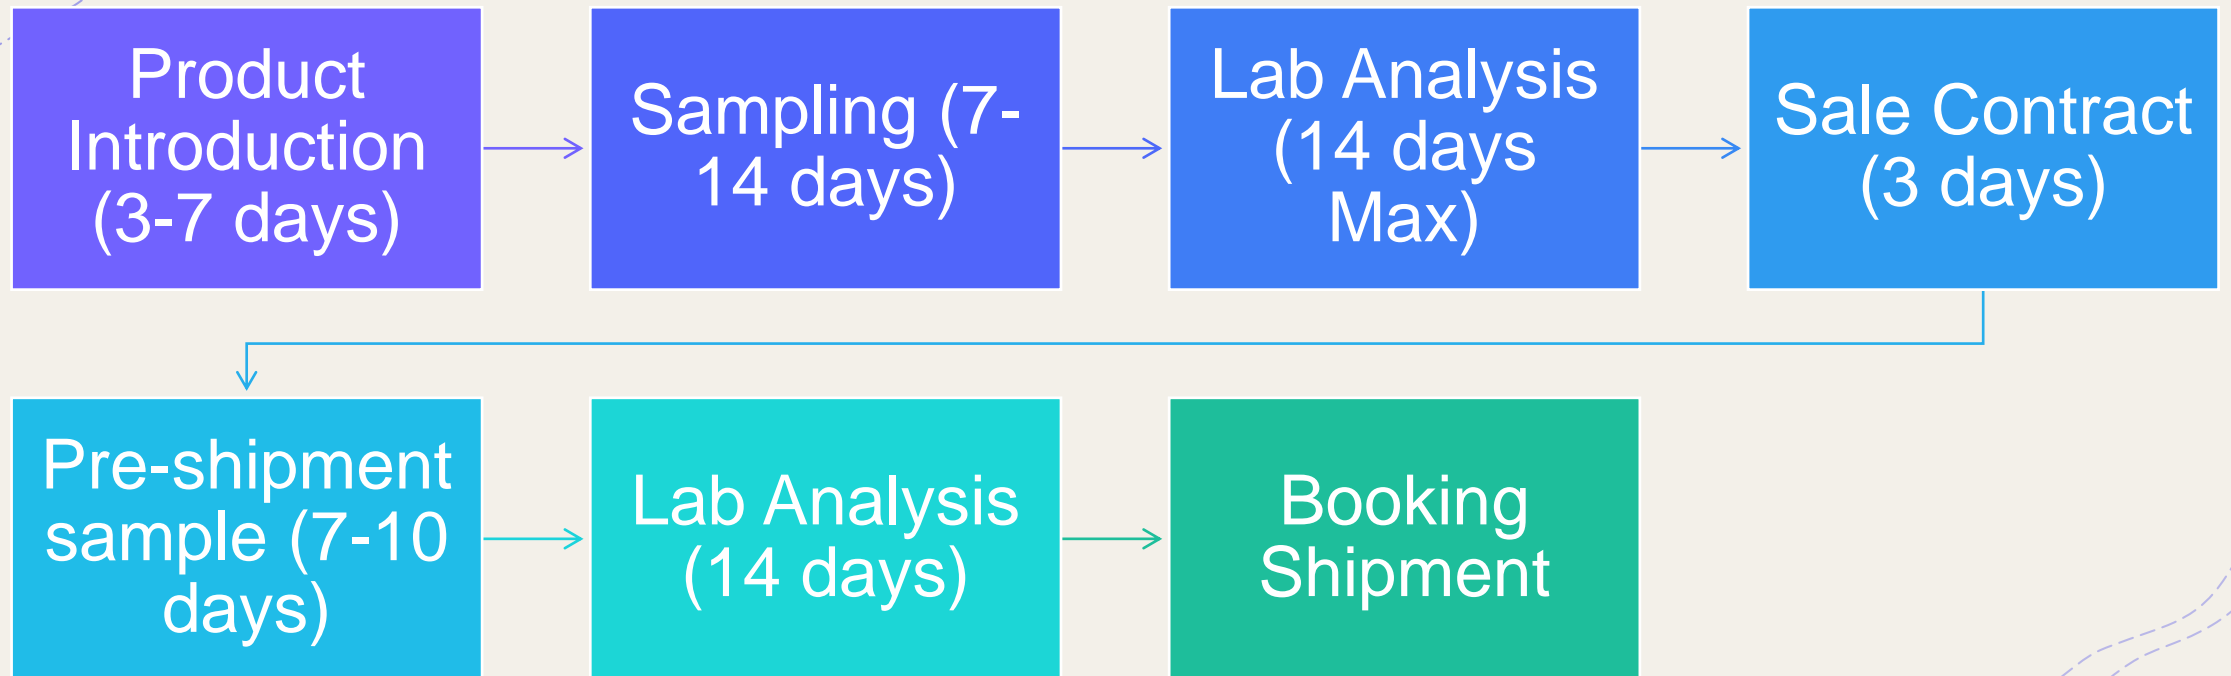 Product
Introduction
(3-7 days)
Sampling (7-
14 days)
Lab Analysis
(14 days
Max)
Sale Contract
(3 days)
Pre-shipment
sample (7-10
days)
Lab Analysis
(14 days)
Booking
Shipment